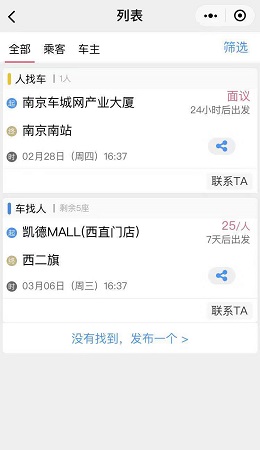 列表
全部 乘客 车主 筛选
人找车 | 1人
起 南京车城网产业大厦 面议
24小时后出发
终 南京南站
时 02月28日（周四）16:37
联系TA
车找人 | 剩余5座
起 凯德MALL(西直门店) 25/人
7天后出发
终 西二旗
时 03月06日（周三）16:37
联系TA
没有找到，发布一个 >